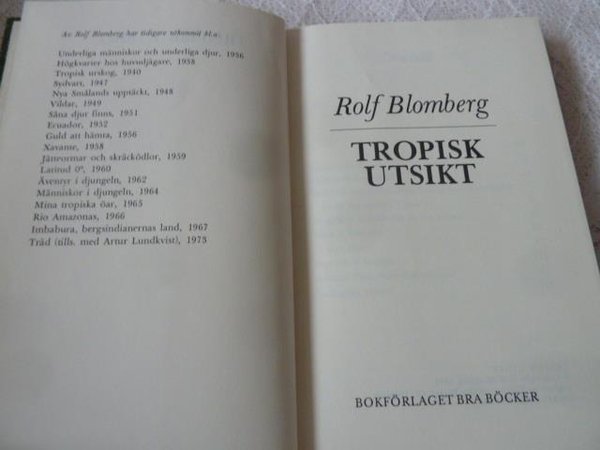 Av Rolf Blomberg har tidigare utkommit bl.a:
Underliga människor och underliga djur, 1936
Högkvarter hos huvudjägare, 1938
Tropisk urskog, 1940
Sydvart, 1947
Nya Smålands upptäckt, 1948
Vildar, 1949
Såna djur finns, 1951
Ecuador, 1952
Guld att hämta, 1956
Xavante, 1958
Jätteormar och skräcködlor, 1959
Latitud 0°, 1960
Äventyr i djungeln, 1962
Människor i djungeln, 1964
Mina tropiska öar, 1965
Rio Amazonas, 1966
Imbabura, bergsindianernas land, 1967
Träd (tills. med Artur Lundkvist), 1973
Rolf Blomberg
TROPISK
UTSIKT
BOKFÖRLAGET BRA BÖCKER